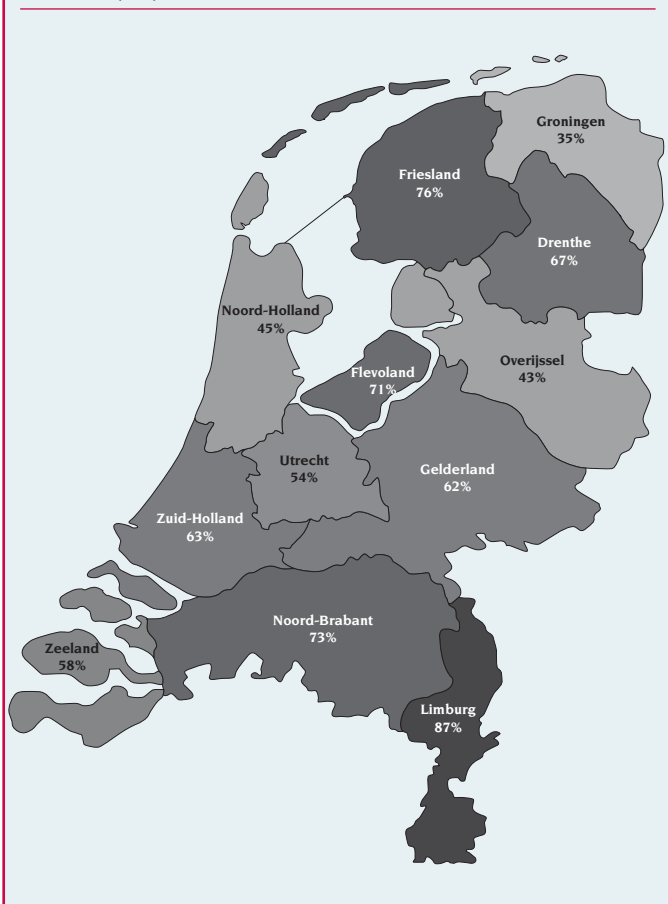 Groningen
35%
Friesland
76%
Drenthe
67%
Noord-Holland
45%
Overijssel
43%
Flevoland
71%
Utrecht
54%
Gelderland
62%
Zuid-Holland
63%
Noord-Brabant
73%
Zeeland
58%
Limburg
87%